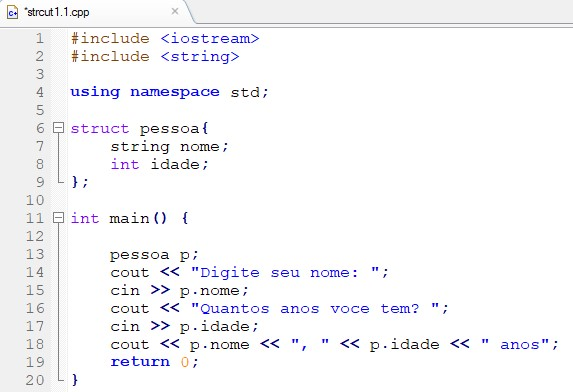 *strcut1.1.cpp
1 #include <iostream>
2 #include <string>
3
4 using namespace std;
5
6 struct pessoa{
7 string nome;
8 int idade;
9 };
10
11 int main() {
12
13 pessoa p;
14 cout << "Digite seu nome: ";
15 cin >> p.nome;
16 cout << "Quantos anos voce tem? ";
17 cin >> p.idade;
18 cout << p.nome << ", " << p.idade << " anos";
19 return 0;
20 }